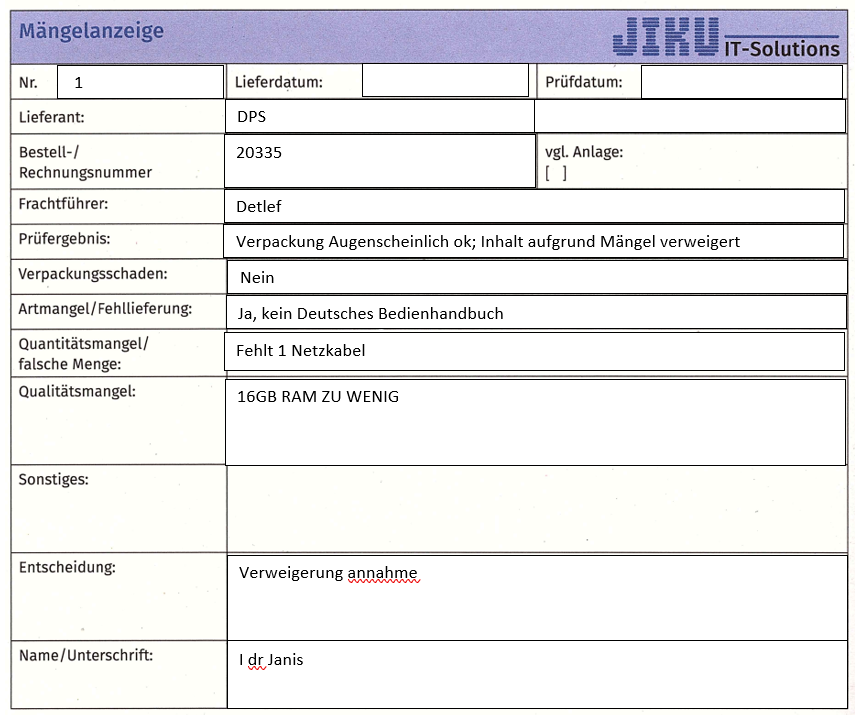 Mängelanzeige
JIKU IT-Solutions
Nr. 1 Lieferdatum: Prüfdatum:
Lieferant: DPS
Bestell-/ 20335 vgl. Anlage:
Rechnungsnummer [ ]
Frachtführer: Detlef
Prüfergebnis: Verpackung Augenscheinlich ok; Inhalt aufgrund Mängel verweigert
Verpackungsschaden: Nein
Artmangel/Fehllieferung: Ja, kein Deutsches Bedienhandbuch
Quantitätsmangel/ Fehlt 1 Netzkabel
falsche Menge:
Qualitätsmangel: 16GB RAM ZU WENIG
Sonstiges:
Entscheidung: Verweigerung annahme
Name/Unterschrift: I dr Janis